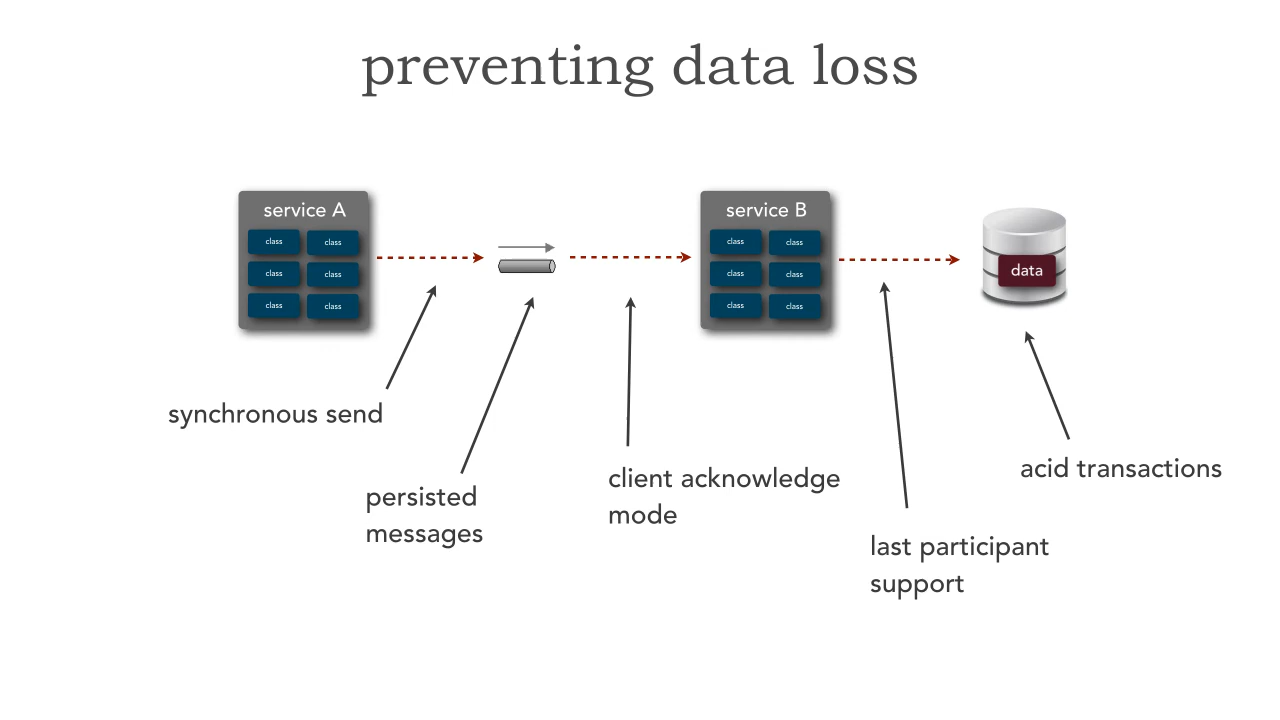 preventing data loss
service A
class class
class class
class class
service B
class class
class class
class class
data
synchronous send
persisted
messages
client acknowledge
mode
last participant
support
acid transactions